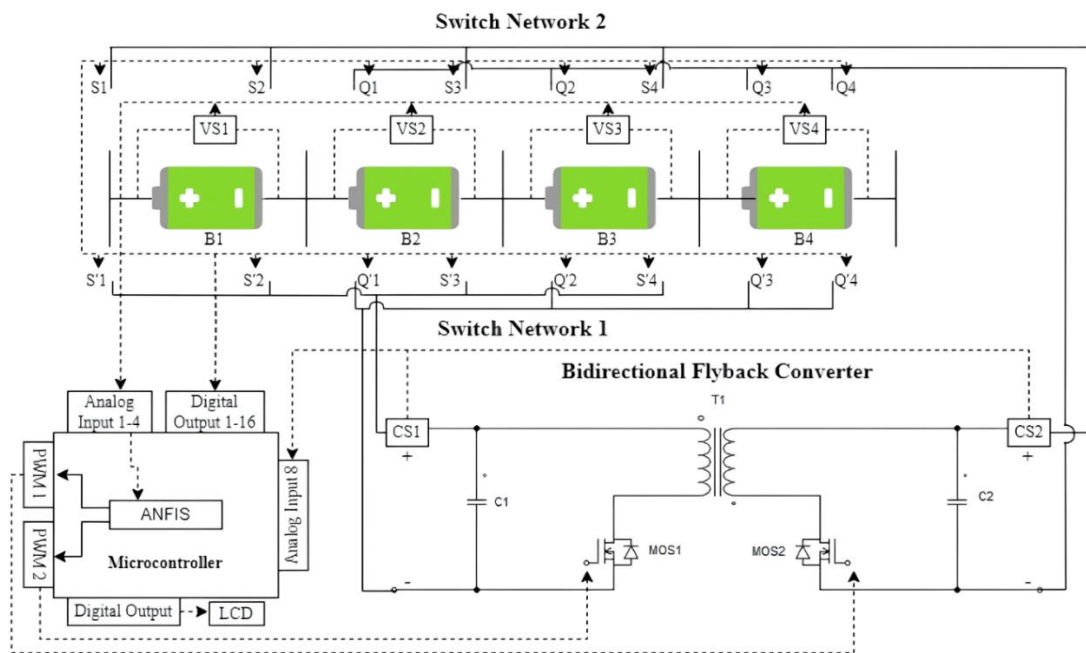 Switch Network 2
S1 S2 Q1 S3 Q2 S4 Q3 Q4
VS1 VS2 VS3 VS4
B1 B2 B3 B4
S'1 S'2 Q'1 S'3 Q'2 S'4 Q'3 Q'4
Switch Network 1
Bidirectional Flyback Converter
T1
Analog
Input 1-4
Digital
Output 1-16
CS1
+
CS2
+
PWM 1
PWM 2
ANFIS
Microcontroller
Analog Input 8
C1
C2
MOS1
MOS2
-
-
Digital Output
LCD